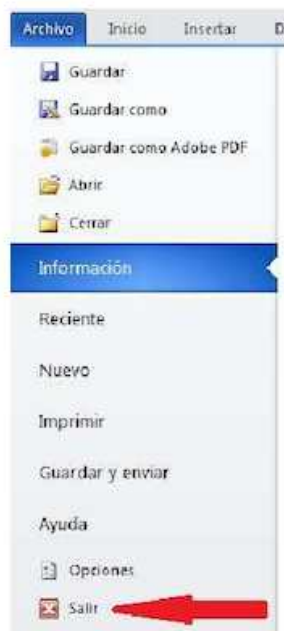 Archivo Inicio Insertar D
Guardar
Guardar como
Guardar como Adobe PDF
Abrir
Cerrar
Información
Reciente
Nuevo
Imprimir
Guardar y enviar
Ayuda
Opciones
Salir